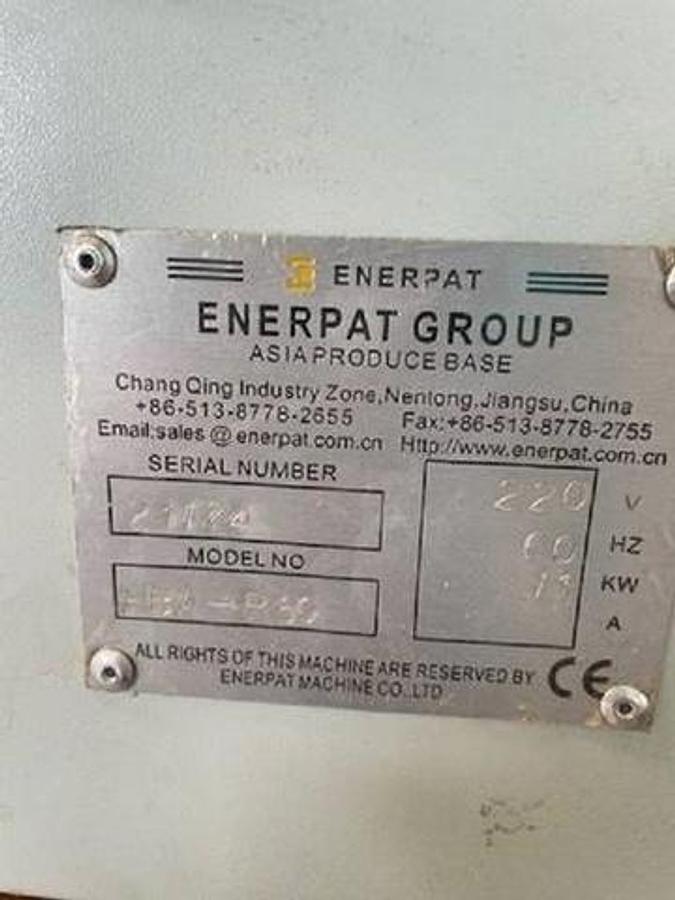 ENERPAT
ENERPAT GROUP
ASIA PRODUCE BASE
Chang Qing Industry Zone,Nentong,Jiangsu,China
+86-513-8778-2655 Fax:+86-513-8778-2755
Email:sales@enerpat.com.cn Http://www.enerpat.com.cn
SERIAL NUMBER
220 V
60 HZ
MODEL NO
KW
A
ALL RIGHTS OF THIS MACHINE ARE RESERVED BY
ENERPAT MACHINE CO.,LTD
CE